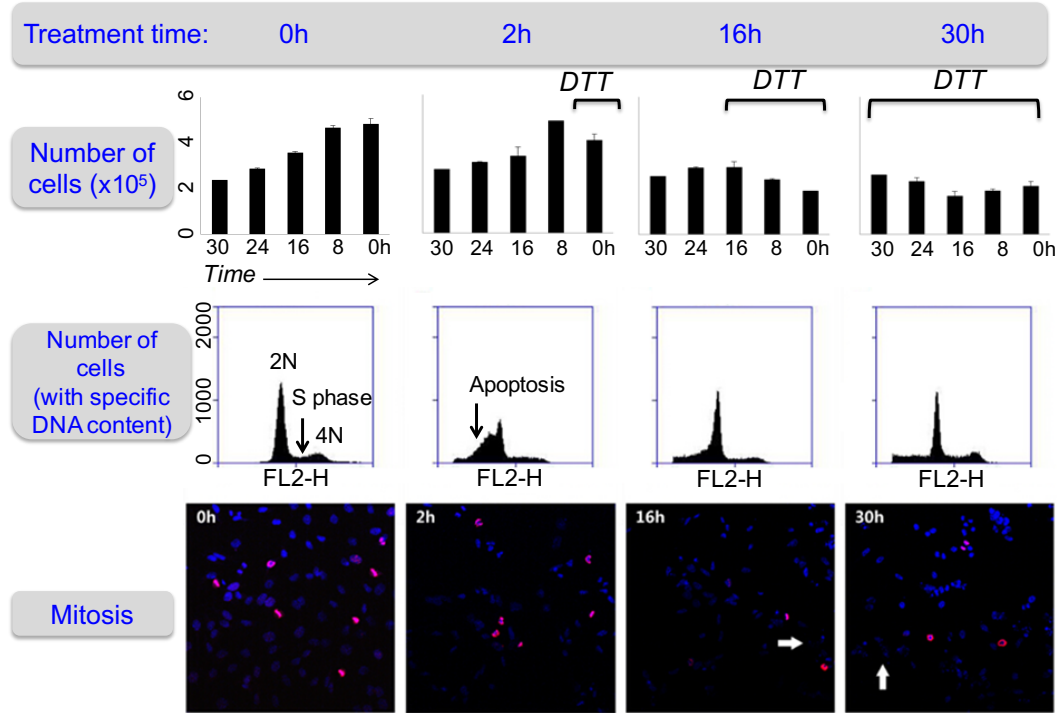 Treatment time: 0h 2h 16h 30h
DTT DTT DTT
Number of
cells (x10⁵)
6
4
2
0
30 24 16 8 0h
30 24 16 8 0h
30 24 16 8 0h
30 24 16 8 0h
Time
Number of
cells
(with specific
DNA content)
2000
1000
0
2N
S phase
4N
Apoptosis
FL2-H FL2-H FL2-H FL2-H
Mitosis
0h 2h 16h 30h